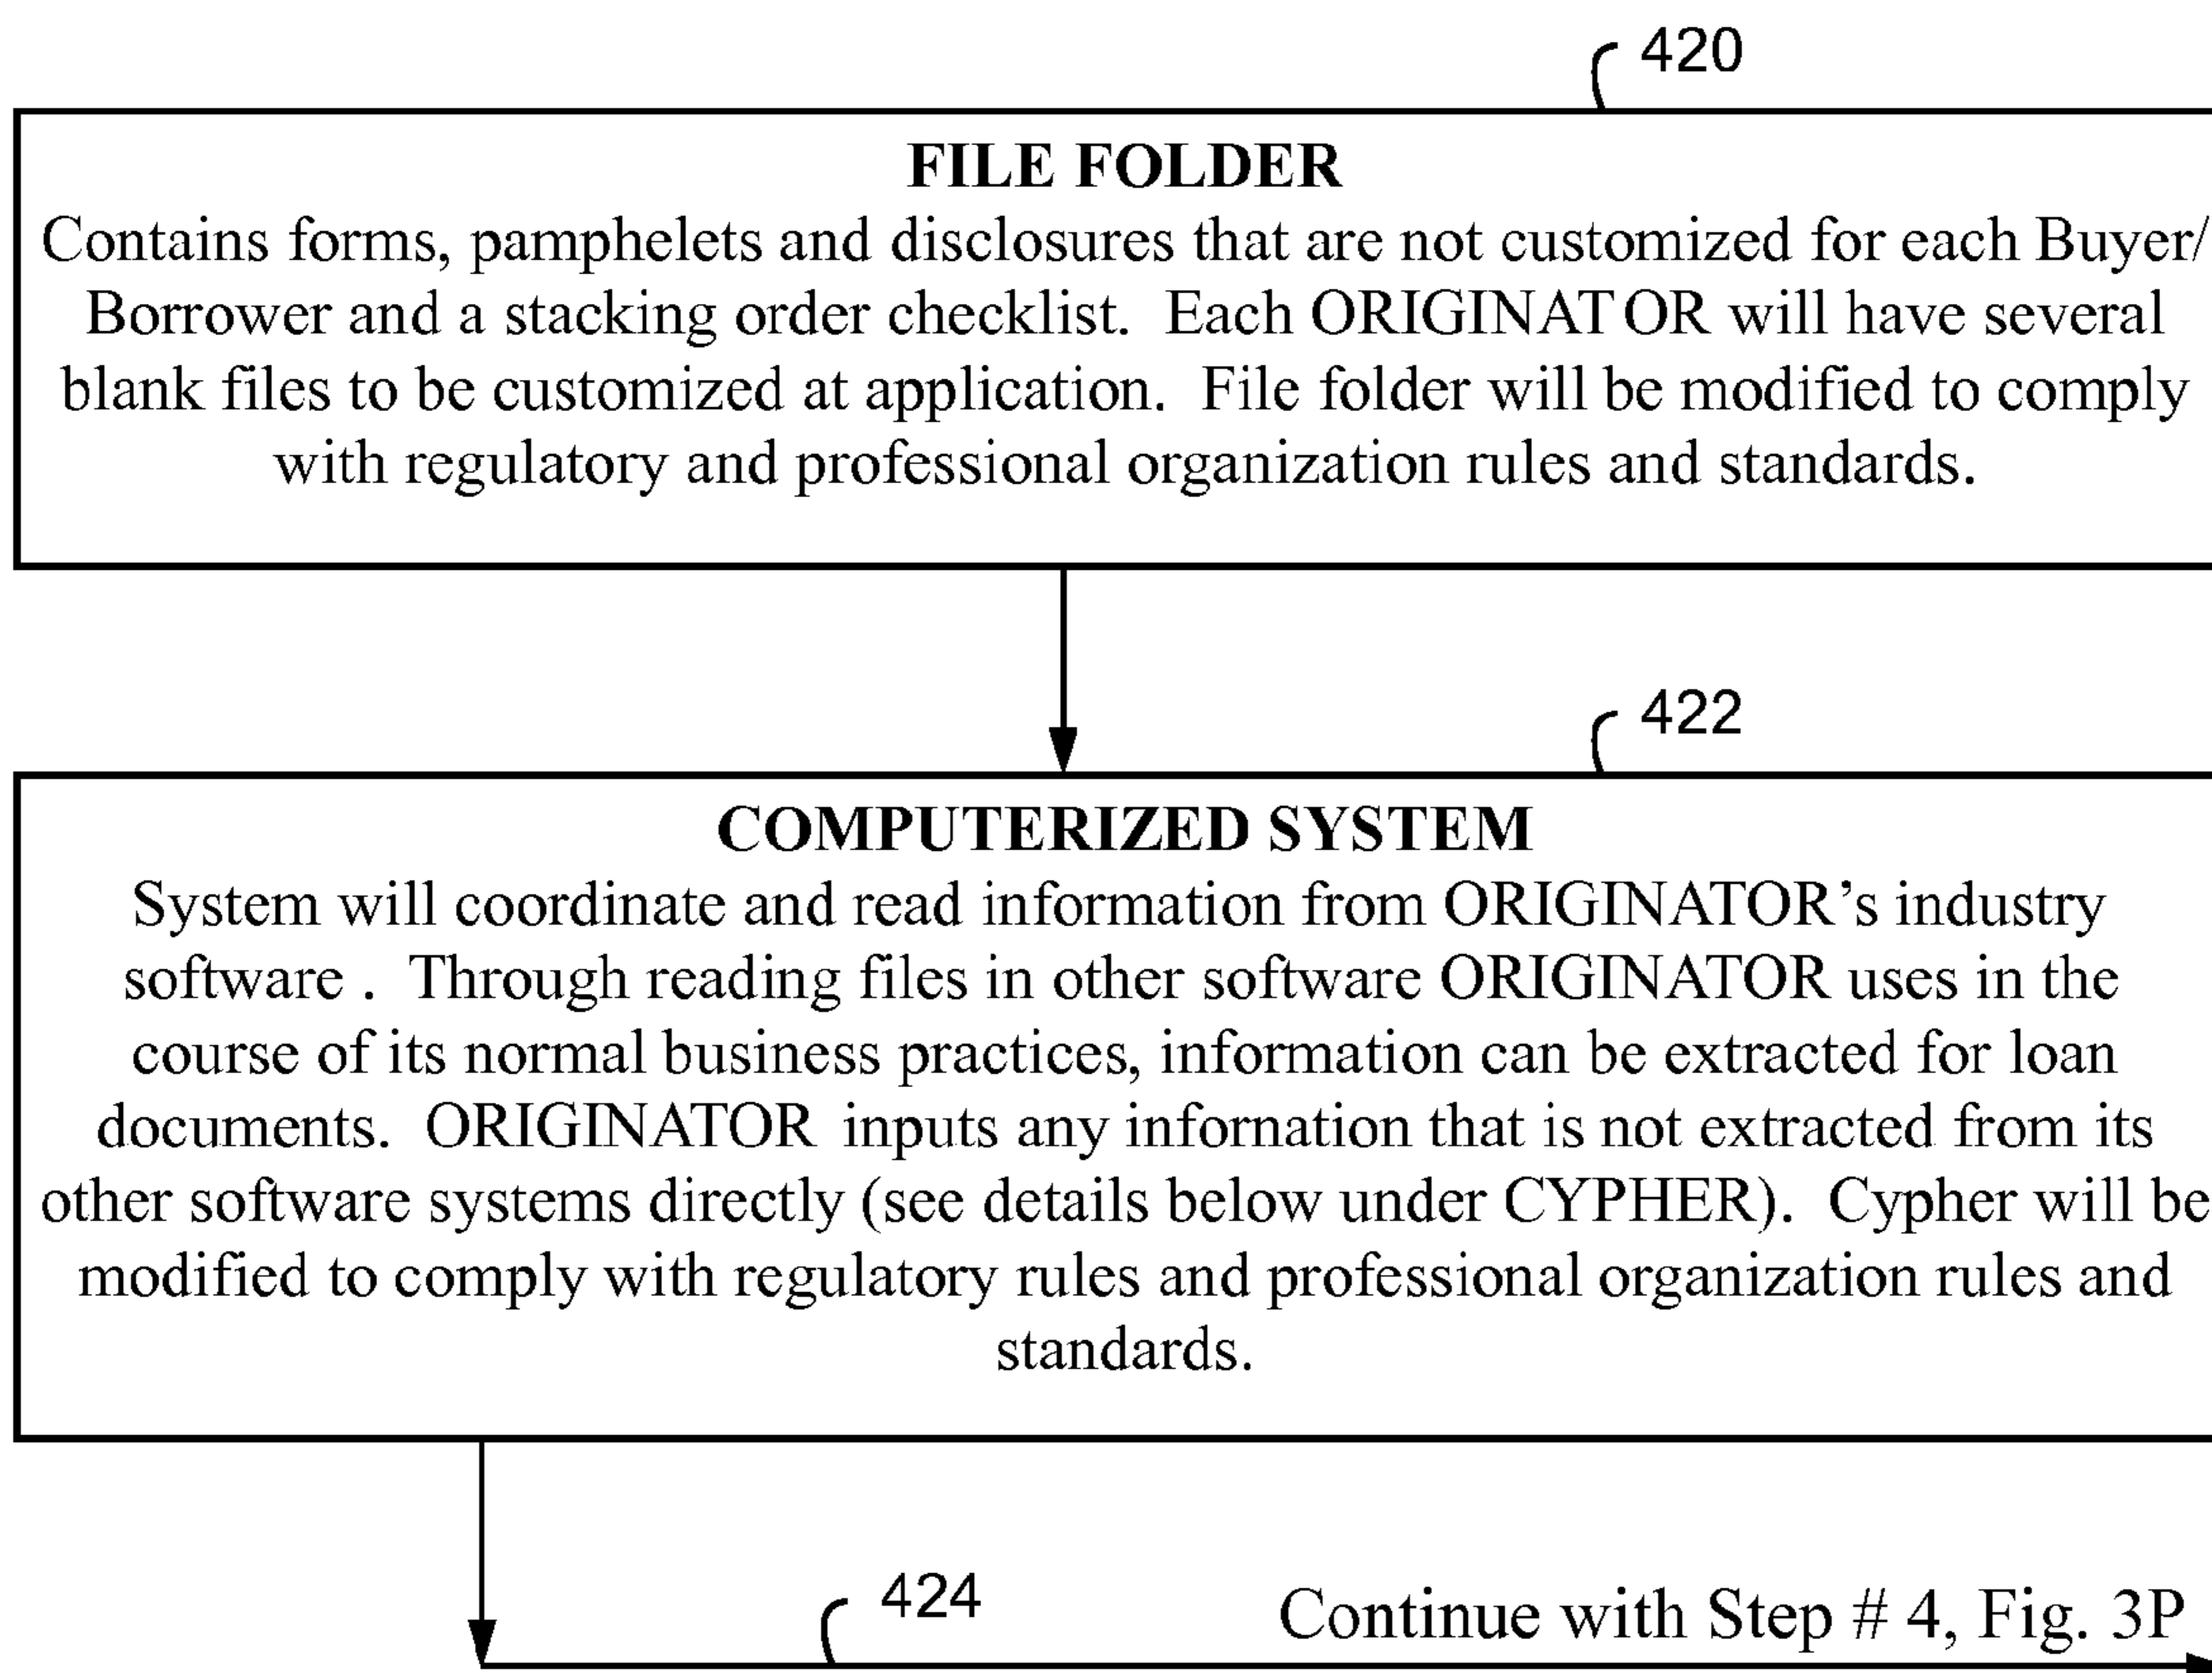 420
FILE FOLDER
Contains forms, pamphelets and disclosures that are not customized for each Buyer/
Borrower and a stacking order checklist. Each ORIGINATOR will have several
blank files to be customized at application. File folder will be modified to comply
with regulatory and professional organization rules and standards.
422
COMPUTERIZED SYSTEM
System will coordinate and read information from ORIGINATOR's industry
software . Through reading files in other software ORIGINATOR uses in the
course of its normal business practices, information can be extracted for loan
documents. ORIGINATOR inputs any infornation that is not extracted from its
other software systems directly (see details below under CYPHER). Cypher will be
modified to comply with regulatory rules and professional organization rules and
standards.
424
Continue with Step # 4, Fig. 3P